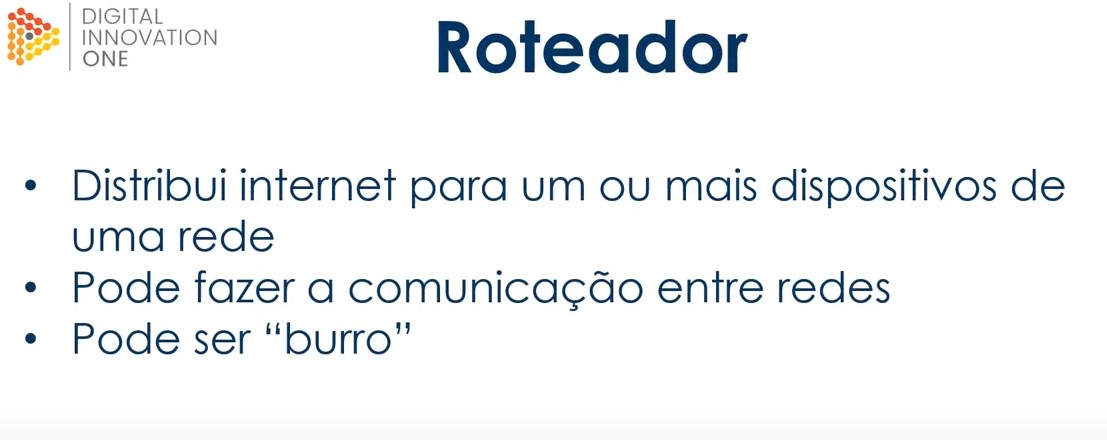 DIGITAL
INNOVATION
ONE
Roteador
• Distribui internet para um ou mais dispositivos de
uma rede
• Pode fazer a comunicação entre redes
• Pode ser “burro”